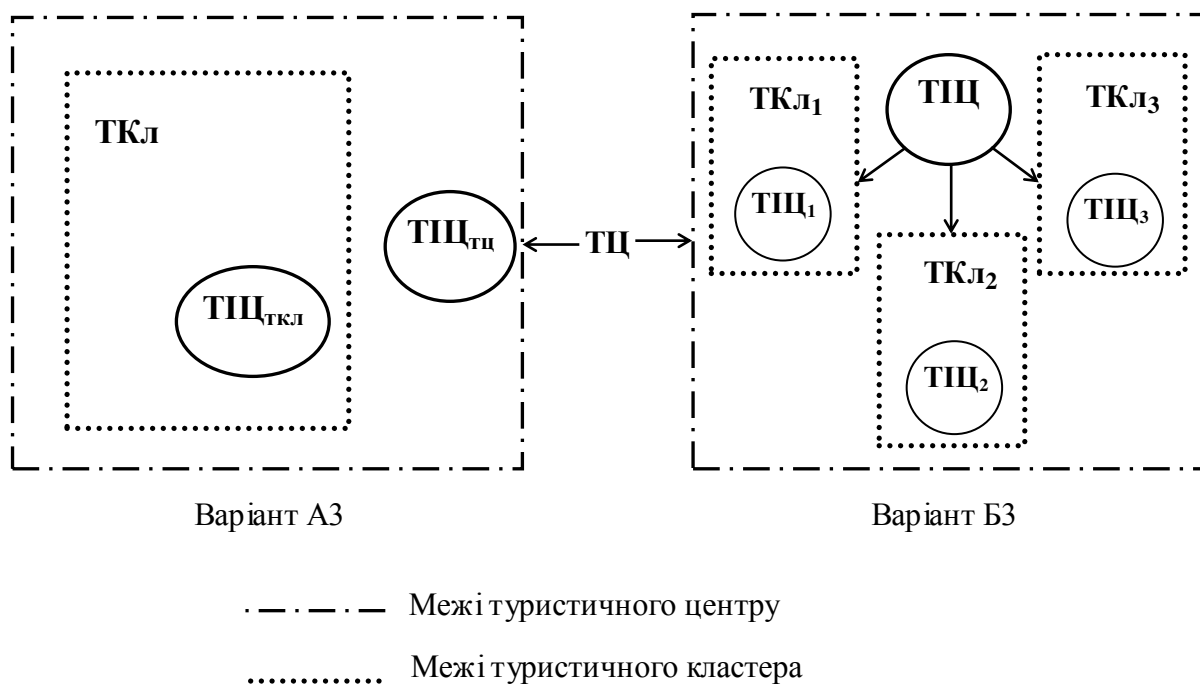 ТКл
ТІЦтц
ТІЦткл
ТЦ
ТКл1
ТІЦ
ТКл3
ТІЦ1
ТІЦ3
ТКл2
ТІЦ2
Варіант А3
Варіант Б3
Межі туристичного центру
Межі туристичного кластера